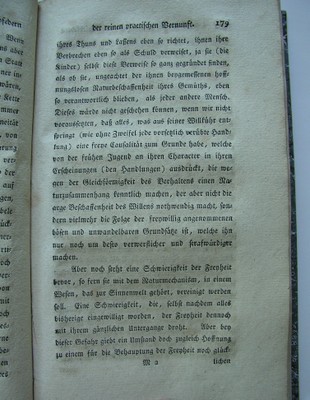 der reinen practischen Vernunft. 179
ihres Thuns und Lassens eben so richtet, ihnen ihre
Verbrechen eben so als Schuld verweiset, ja sie (die
Kinder) selbst diese Verweise so ganz gegründet finden,
als ob sie, ungeachtet der ihnen beygemessenen hoff-
nungslosen Naturbeschaffenheit ihres Gemüths, eben
so verantwortlich blieben, als jeder andere Mensch.
Dieses würde nicht geschehen können, wenn wir nicht
voraussetzten, daß alles, was aus seiner Willkühr ent-
springt (wie ohne Zweifel jede vorsetzlich verübte Hand-
lung) eine freye Causalität zum Grunde habe, welche
von der frühen Jugend an ihren Character in ihren
Erscheinungen (den Handlungen) ausdrückt, die we-
gen der Gleichförmigkeit des Verhaltens einen Na-
turzusammenhang kenntlich machen, der aber nicht die
arge Beschaffenheit des Willens nothwendig macht, son-
dern vielmehr die Folge der freywillig angenommenen
bösen und unwandelbaren Grundsätze ist, welche ihn
nur noch um desto verwerflicher und strafwürdiger
machen.
Aber noch steht eine Schwierigkeit der Freyheit
bevor, so fern sie mit dem Naturmechanism, in einem
Wesen, das zur Sinnenwelt gehört, vereinigt werden
soll. Eine Schwierigkeit, die, selbst nachdem alles
bisherige eingewilligt worden, der Freyheit dennoch
mit ihrem gänzlichen Untergange droht. Aber bey
dieser Gefahr giebt ein Umstand doch zugleich Hoffnung
zu einem für die Behauptung der Freyheit noch glück-
M 2 lichen